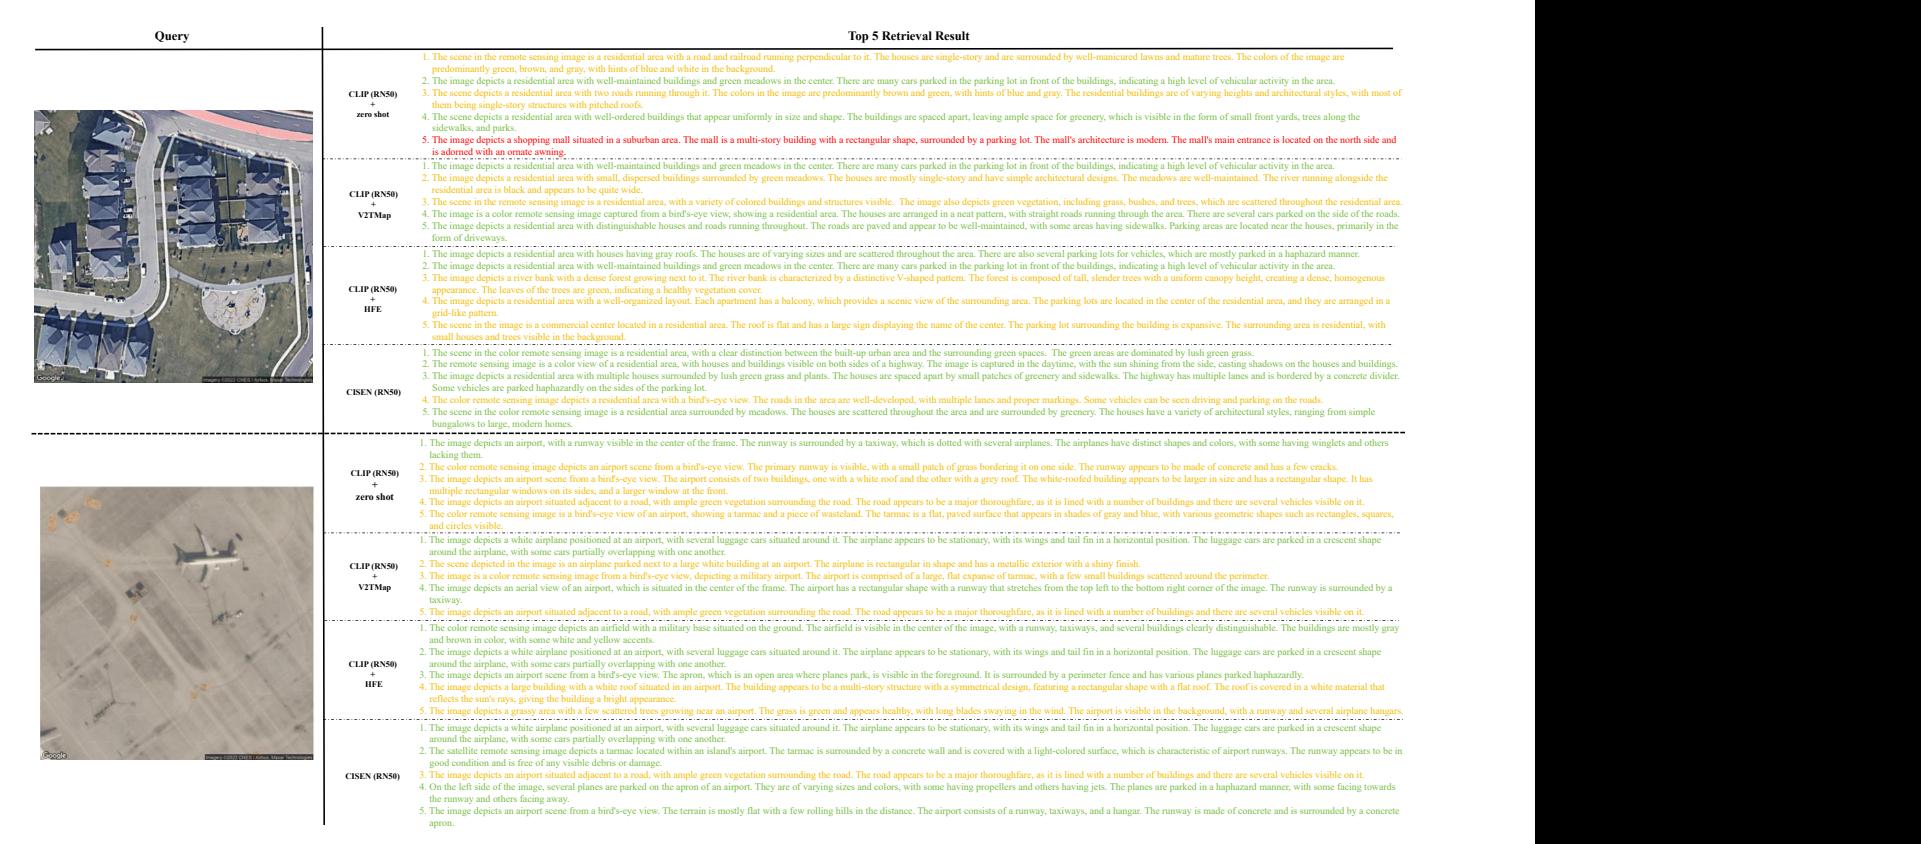 Query
Top 5 Retrieval Result
CLIP (RN50)
+
zero shot
1. The scene in the remote sensing image is a residential area with a road and railroad running perpendicular to it. The houses are single-story and are surrounded by well-manicured lawns and mature trees. The colors of the image are
predominantly green, brown, and gray, with hints of blue and white in the background.
2. The image depicts a residential area with well-maintained buildings and green meadows in the center. There are many cars parked in the parking lot in front of the buildings, indicating a high level of vehicular activity in the area.
3. The scene depicts a residential area with two roads running through it. The colors in the image are predominantly brown and green, with hints of blue and gray. The residential buildings are of varying heights and architectural styles, with most of
them being single-story structures with pitched roofs.
4. The scene depicts a residential area with well-ordered buildings that appear uniformly in size and shape. The buildings are spaced apart, leaving ample space for greenery, which is visible in the form of small front yards, trees along the
sidewalks, and parks.
5. The image depicts a shopping mall situated in a suburban area. The mall is a multi-story building with a rectangular shape, surrounded by a parking lot. The mall's architecture is modern. The mall's main entrance is located on the north side and
is adorned with an ornate awning.
CLIP (RN50)
+
V2TMap
1. The image depicts a residential area with well-maintained buildings and green meadows in the center. There are many cars parked in the parking lot in front of the buildings, indicating a high level of vehicular activity in the area.
2. The image depicts a residential area with small, dispersed buildings surrounded by green meadows. The houses are mostly single-story and have simple architectural designs. The meadows are well-maintained. The river running alongside the
residential area is black and appears to be quite wide.
3. The scene in the remote sensing image is a residential area, with a variety of colored buildings and structures visible. The image also depicts green vegetation, including grass, bushes, and trees, which are scattered throughout the residential area.
4. The image is a color remote sensing image captured from a bird's-eye view, showing a residential area. The houses are arranged in a neat pattern, with straight roads running through the area. There are several cars parked on the side of the roads.
5. The image depicts a residential area with distinguishable houses and roads running throughout. The roads are paved and appear to be well-maintained, with some areas having sidewalks. Parking areas are located near the houses, primarily in the
form of driveways.
CLIP (RN50)
+
HFE
1. The image depicts a residential area with houses having gray roofs. The houses are of varying sizes and are scattered throughout the area. There are also several parking lots for vehicles, which are mostly parked in a haphazard manner.
2. The image depicts a residential area with well-maintained buildings and green meadows in the center. There are many cars parked in the parking lot in front of the buildings, indicating a high level of vehicular activity in the area.
3. The image depicts a river bank with a dense forest growing next to it. The river bank is characterized by a distinctive V-shaped pattern. The forest is composed of tall, slender trees with a uniform canopy height, creating a dense, homogenous
appearance. The leaves of the trees are green, indicating a healthy vegetation cover.
4. The image depicts a residential area with a well-organized layout. Each apartment has a balcony, which provides a scenic view of the surrounding area. The parking lots are located in the center of the residential area, and they are arranged in a
grid-like pattern.
5. The scene in the image is a commercial center located in a residential area. The roof is flat and has a large sign displaying the name of the center. The parking lot surrounding the building is expansive. The surrounding area is residential, with
small houses and trees visible in the background.
CISEN (RN50)
1. The scene in the color remote sensing image is a residential area, with a clear distinction between the built-up urban area and the surrounding green spaces. The green areas are dominated by lush green grass.
2. The remote sensing image is a color view of a residential area, with houses and buildings visible on both sides of a highway. The image is captured in the daytime, with the sun shining from the side, casting shadows on the houses and buildings.
3. The image depicts a residential area with multiple houses surrounded by lush green grass and plants. The houses are spaced apart by small patches of greenery and sidewalks. The highway has multiple lanes and is bordered by a concrete divider.
Some vehicles are parked haphazardly on the sides of the parking lot.
4. The color remote sensing image depicts a residential area with a bird's-eye view. The roads in the area are well-developed, with multiple lanes and proper markings. Some vehicles can be seen driving and parking on the roads.
5. The scene in the color remote sensing image is a residential area surrounded by meadows. The houses are scattered throughout the area and are surrounded by greenery. The houses have a variety of architectural styles, ranging from simple
bungalows to large, modern homes.
Google
Imagery ©2022 CNES / Airbus, Maxar Technologies
CLIP (RN50)
+
zero shot
1. The image depicts an airport, with a runway visible in the center of the frame. The runway is surrounded by a taxiway, which is dotted with several airplanes. The airplanes have distinct shapes and colors, with some having winglets and others
lacking them.
2. The color remote sensing image depicts an airport scene from a bird's-eye view. The primary runway is visible, with a small patch of grass bordering it on one side. The runway appears to be made of concrete and has a few cracks.
3. The image depicts an airport scene from a bird's-eye view. The airport consists of two buildings, one with a white roof and the other with a grey roof. The white-roofed building appears to be larger in size and has a rectangular shape. It has
multiple rectangular windows on its sides, and a larger window at the front.
4. The image depicts an airport situated adjacent to a road, with ample green vegetation surrounding the road. The road appears to be a major thoroughfare, as it is lined with a number of buildings and there are several vehicles visible on it.
5. The color remote sensing image is a bird's-eye view of an airport, showing a tarmac and a piece of wasteland. The tarmac is a flat, paved surface that appears in shades of gray and blue, with various geometric shapes such as rectangles, squares,
and circles visible.
CLIP (RN50)
+
V2TMap
1. The image depicts a white airplane positioned at an airport, with several luggage cars situated around it. The airplane appears to be stationary, with its wings and tail fin in a horizontal position. The luggage cars are parked in a crescent shape
around the airplane, with some cars partially overlapping with one another.
2. The scene depicted in the image is an airplane parked next to a large white building at an airport. The airplane is rectangular in shape and has a metallic exterior with a shiny finish.
3. The image is a color remote sensing image from a bird's-eye view, depicting a military airport. The airport is comprised of a large, flat expanse of tarmac, with a few small buildings scattered around the perimeter.
4. The image depicts an aerial view of an airport, which is situated in the center of the frame. The airport has a rectangular shape with a runway that stretches from the top left to the bottom right corner of the image. The runway is surrounded by a
taxiway.
5. The image depicts an airport situated adjacent to a road, with ample green vegetation surrounding the road. The road appears to be a major thoroughfare, as it is lined with a number of buildings and there are several vehicles visible on it.
CLIP (RN50)
+
HFE
1. The color remote sensing image depicts an airfield with a military base situated on the ground. The airfield is visible in the center of the image, with a runway, taxiways, and several buildings clearly distinguishable. The buildings are mostly gray
and brown in color, with some white and yellow accents.
2. The image depicts a white airplane positioned at an airport, with several luggage cars situated around it. The airplane appears to be stationary, with its wings and tail fin in a horizontal position. The luggage cars are parked in a crescent shape
around the airplane, with some cars partially overlapping with one another.
3. The image depicts an airport scene from a bird's-eye view. The apron, which is an open area where planes park, is visible in the foreground. It is surrounded by a perimeter fence and has various planes parked haphazardly.
4. The image depicts a large building with a white roof situated in an airport. The building appears to be a multi-story structure with a symmetrical design, featuring a rectangular shape with a flat roof. The roof is covered in a white material that
reflects the sun's rays, giving the building a bright appearance.
5. The image depicts a grassy area with a few scattered trees growing near an airport. The grass is green and appears healthy, with long blades swaying in the wind. The airport is visible in the background, with a runway and several airplane hangars.
CISEN (RN50)
1. The image depicts a white airplane positioned at an airport, with several luggage cars situated around it. The airplane appears to be stationary, with its wings and tail fin in a horizontal position. The luggage cars are parked in a crescent shape
around the airplane, with some cars partially overlapping with one another.
2. The satellite remote sensing image depicts a tarmac located within an island's airport. The tarmac is surrounded by a concrete wall and is covered with a light-colored surface, which is characteristic of airport runways. The runway appears to be in
good condition and is free of any visible debris or damage.
3. The image depicts an airport situated adjacent to a road, with ample green vegetation surrounding the road. The road appears to be a major thoroughfare, as it is lined with a number of buildings and there are several vehicles visible on it.
4. On the left side of the image, several planes are parked on the apron of an airport. They are of varying sizes and colors, with some having propellers and others having jets. The planes are parked in a haphazard manner, with some facing towards
the runway and others facing away.
5. The image depicts an airport scene from a bird's-eye view. The terrain is mostly flat with a few rolling hills in the distance. The airport consists of a runway, taxiways, and a hangar. The runway is made of concrete and is surrounded by a concrete
apron.
Google
Imagery ©2022 CNES / Airbus, Maxar Technologies